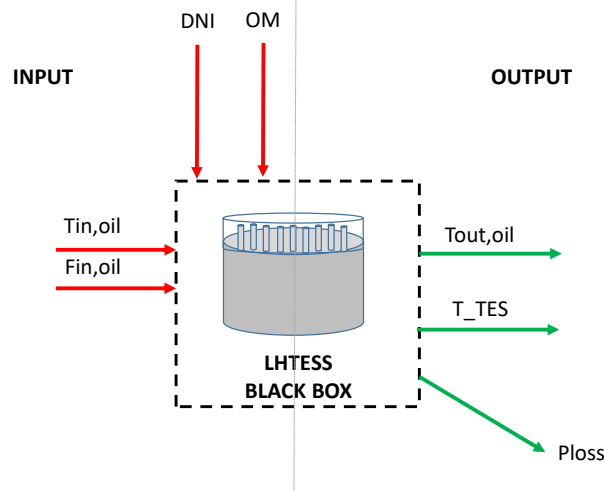 DNI OM
INPUT
OUTPUT
Tin,oil
Fin,oil
Tout,oil
T_TES
LHTESS
BLACK BOX
Ploss